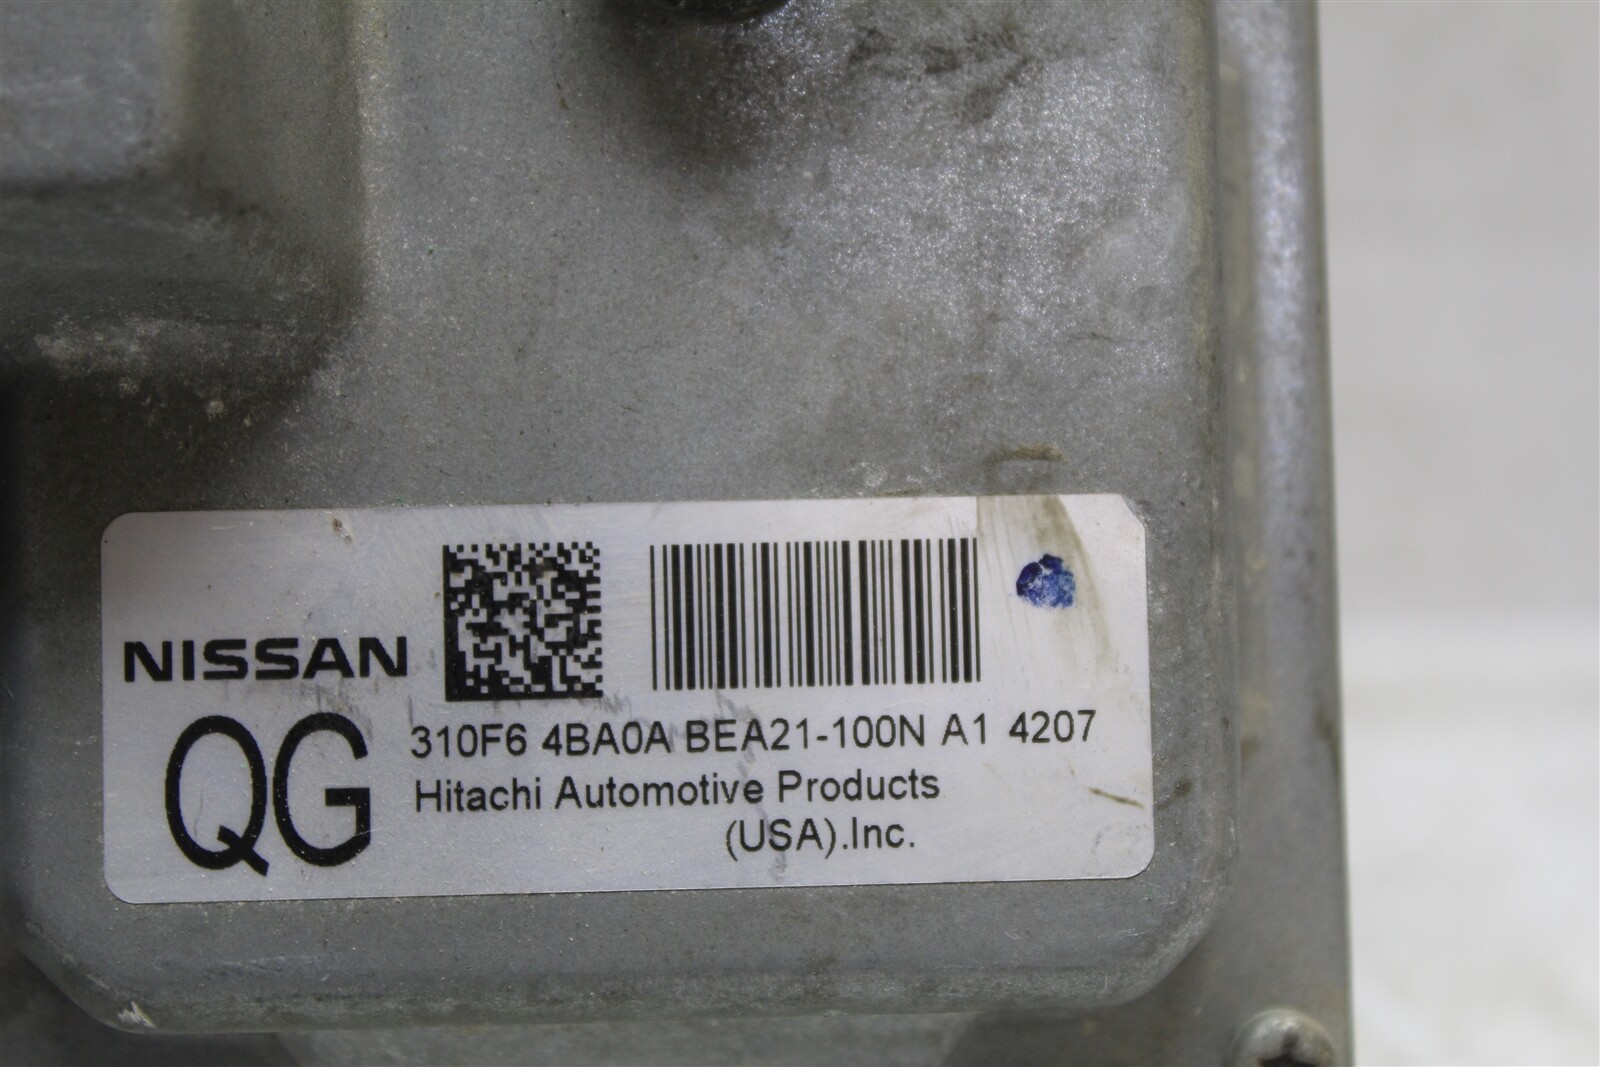 NISSAN
QG
310F6 4BA0A BEA21-100N A1 4207
Hitachi Automotive Products
(USA).Inc.